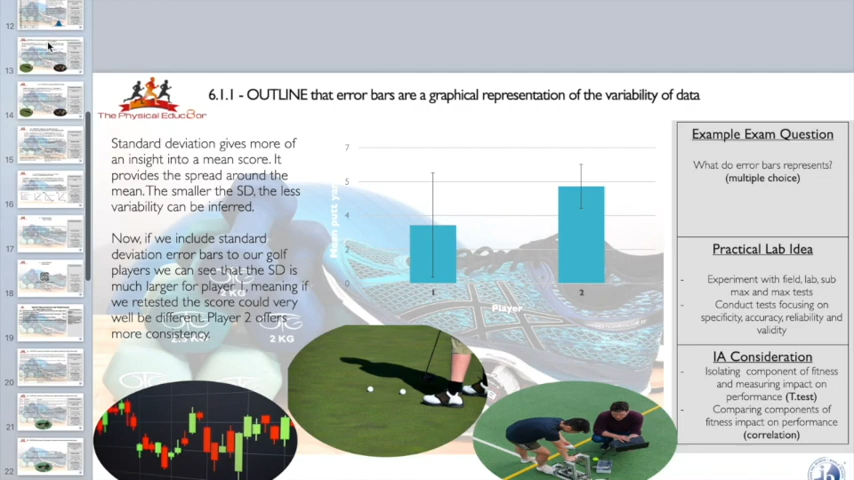 12
13
14
15
16
17
18
19
20
21
22
The Physical Educ8or
6.1.1 - OUTLINE that error bars are a graphical representation of the variability of data
Standard deviation gives more of
an insight into a mean score. It
provides the spread around the
mean. The smaller the SD, the less
variability can be inferred.
Now, if we include standard
deviation error bars to our golf
players we can see that the SD is
much larger for player 1, meaning if
we retested the score could very
well be different. Player 2 offers
more consistency.
2 KG
2 KG
7
5
4
2
0
Mean putt
1
2
Player
Example Exam Question
What do error bars represents?
(multiple choice)
Practical Lab Idea
- Experiment with field, lab, sub
max and max tests
- Conduct tests focusing on
specificity, accuracy, reliability and
validity
IA Consideration
- Isolating component of fitness
and measuring impact on
performance (T.test)
- Comparing components of
fitness impact on performance
(correlation)